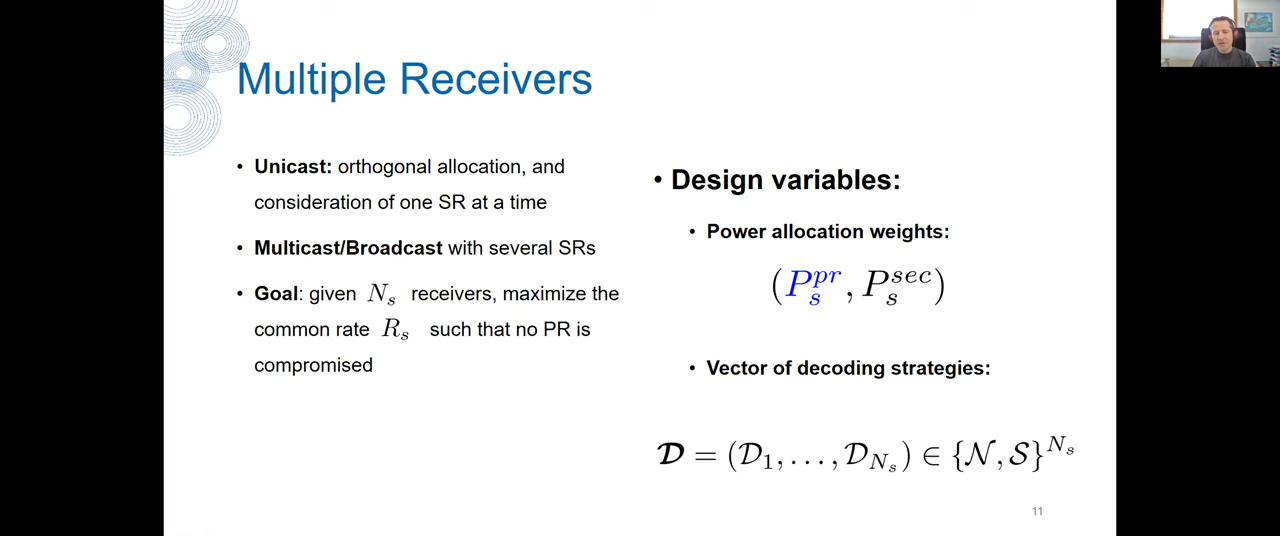 Multiple Receivers
• Unicast: orthogonal allocation, and
consideration of one SR at a time
• Multicast/Broadcast with several SRs
• Goal: given N_s receivers, maximize the
common rate R_s such that no PR is
compromised
• Design variables:
• Power allocation weights:
(P_s^{pr}, P_s^{sec})
• Vector of decoding strategies:
𝓓 = (𝒟_1, . . . , 𝒟_{N_s}) ∈ {𝒩, 𝒮}^{N_s}
11